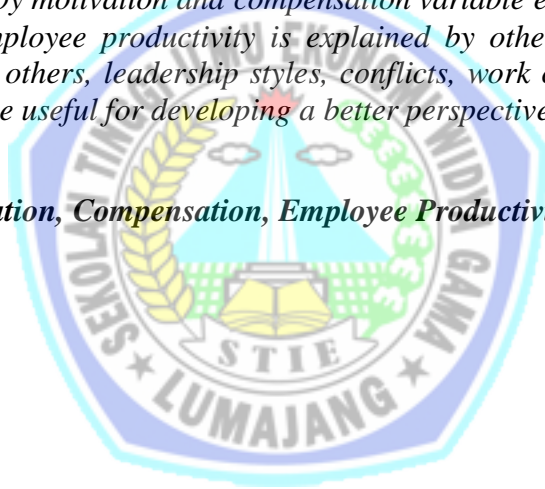 by motivation and compensation variable
mployee productivity is explained by othe
others, leadership styles, conflicts, work
e useful for developing a better perspective
ation, Compensation, Employee Productiv
SEKOLAH TINGGI ILMU EKONOMI WIDYA GAMA
STIE
LUMAJANG